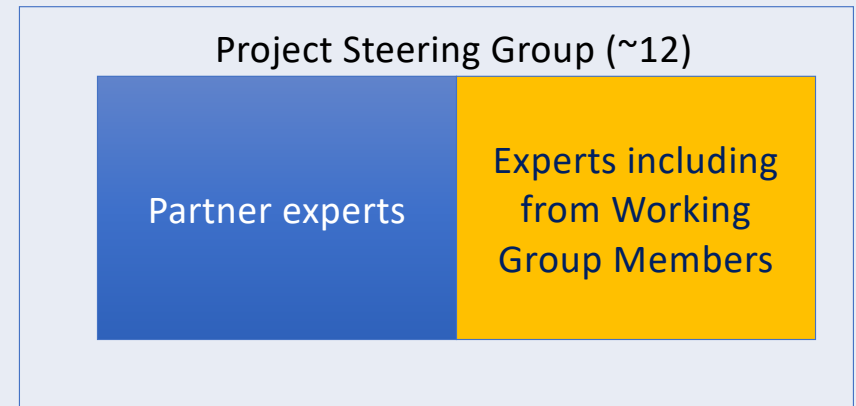 Project Steering Group (~12)
Partner experts
Experts including
from Working
Group Members